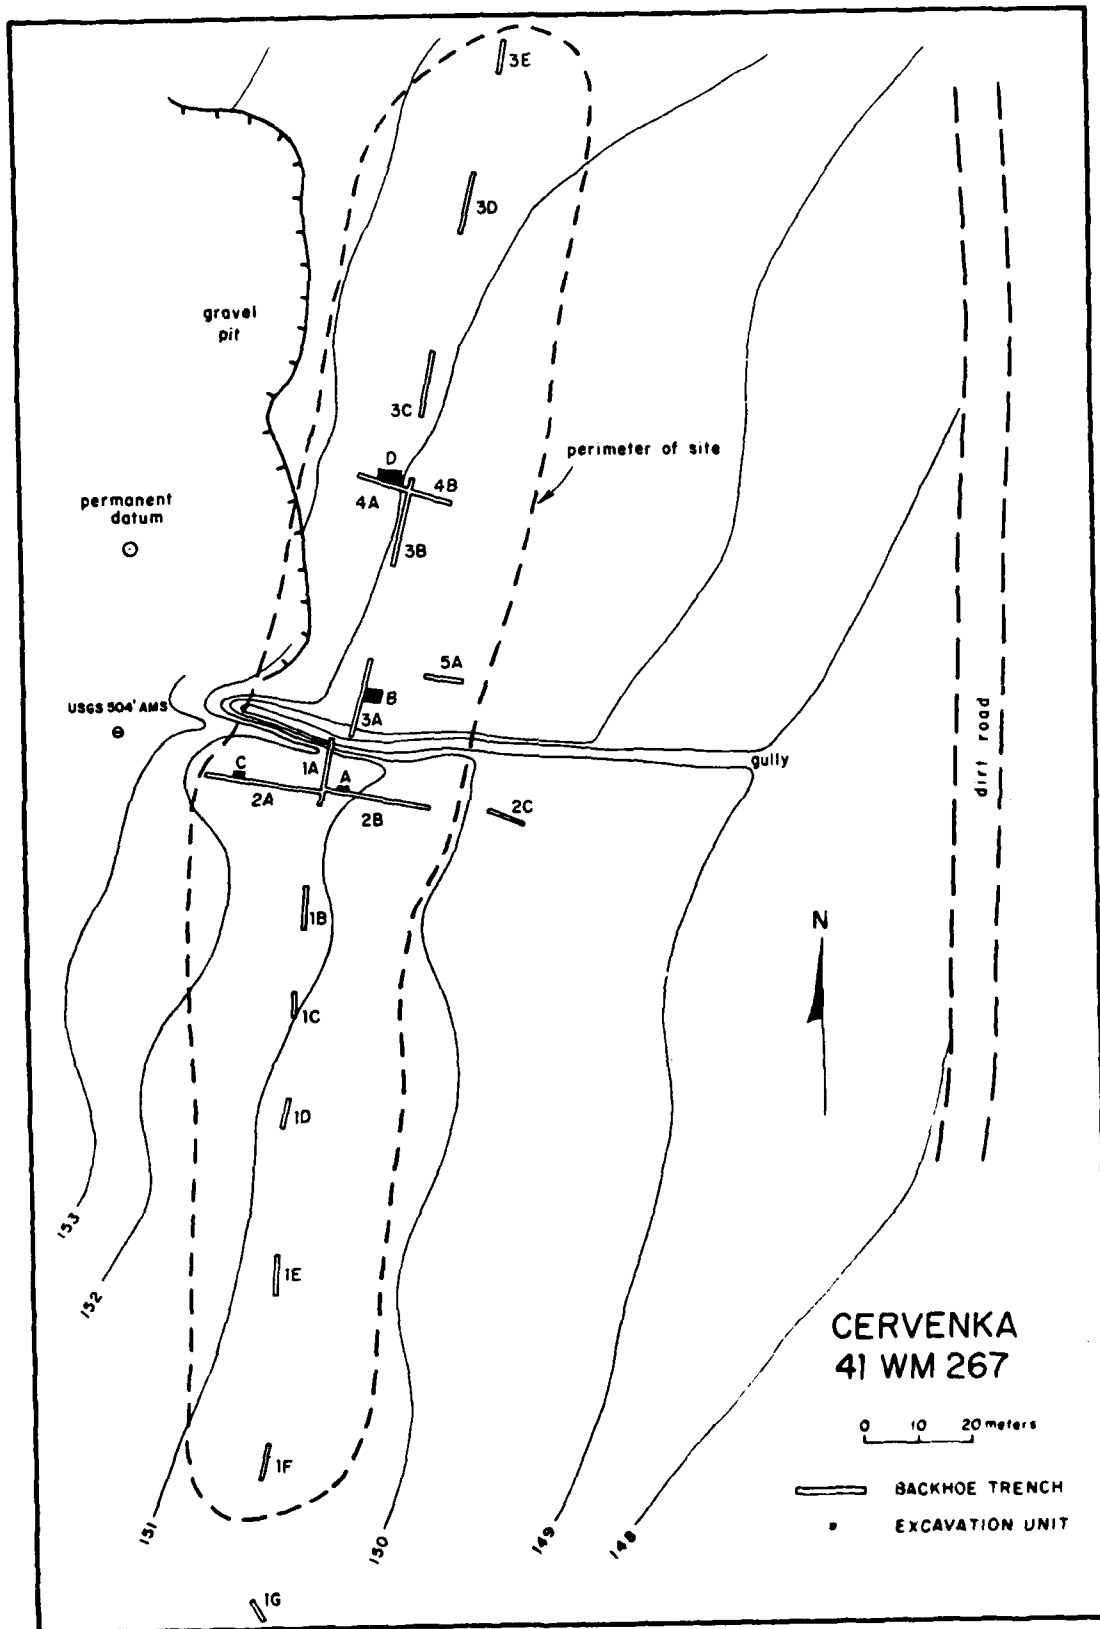 3E
3D
gravel
pit
3C
perimeter of site
D
4B
4A
permanent
datum
3B
5A
USGS 504' AMS
B
3A
gully
dirt road
C
1A
A
2A
2B
2C
1B
N
1C
1D
153
1E
152
CERVENKA
41 WM 267
0 10 20 meters
1F
BACKHOE TRENCH
EXCAVATION UNIT
151
150
149
148
1G